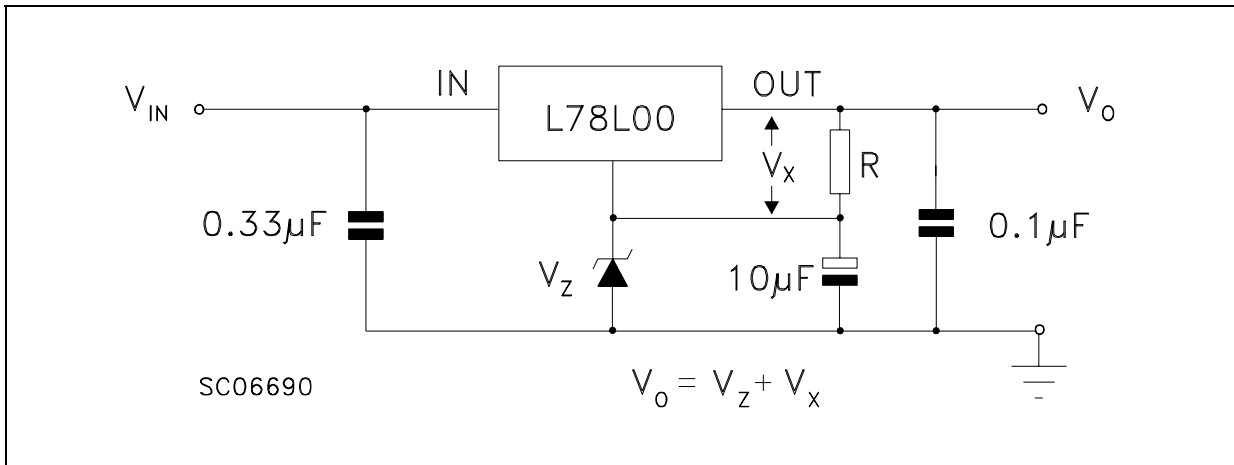 IN
OUT
V_IN
L78L00
V_O
V_X
R
0.33µF
0.1µF
V_Z
10µF
SC06690
V_O = V_Z + V_X